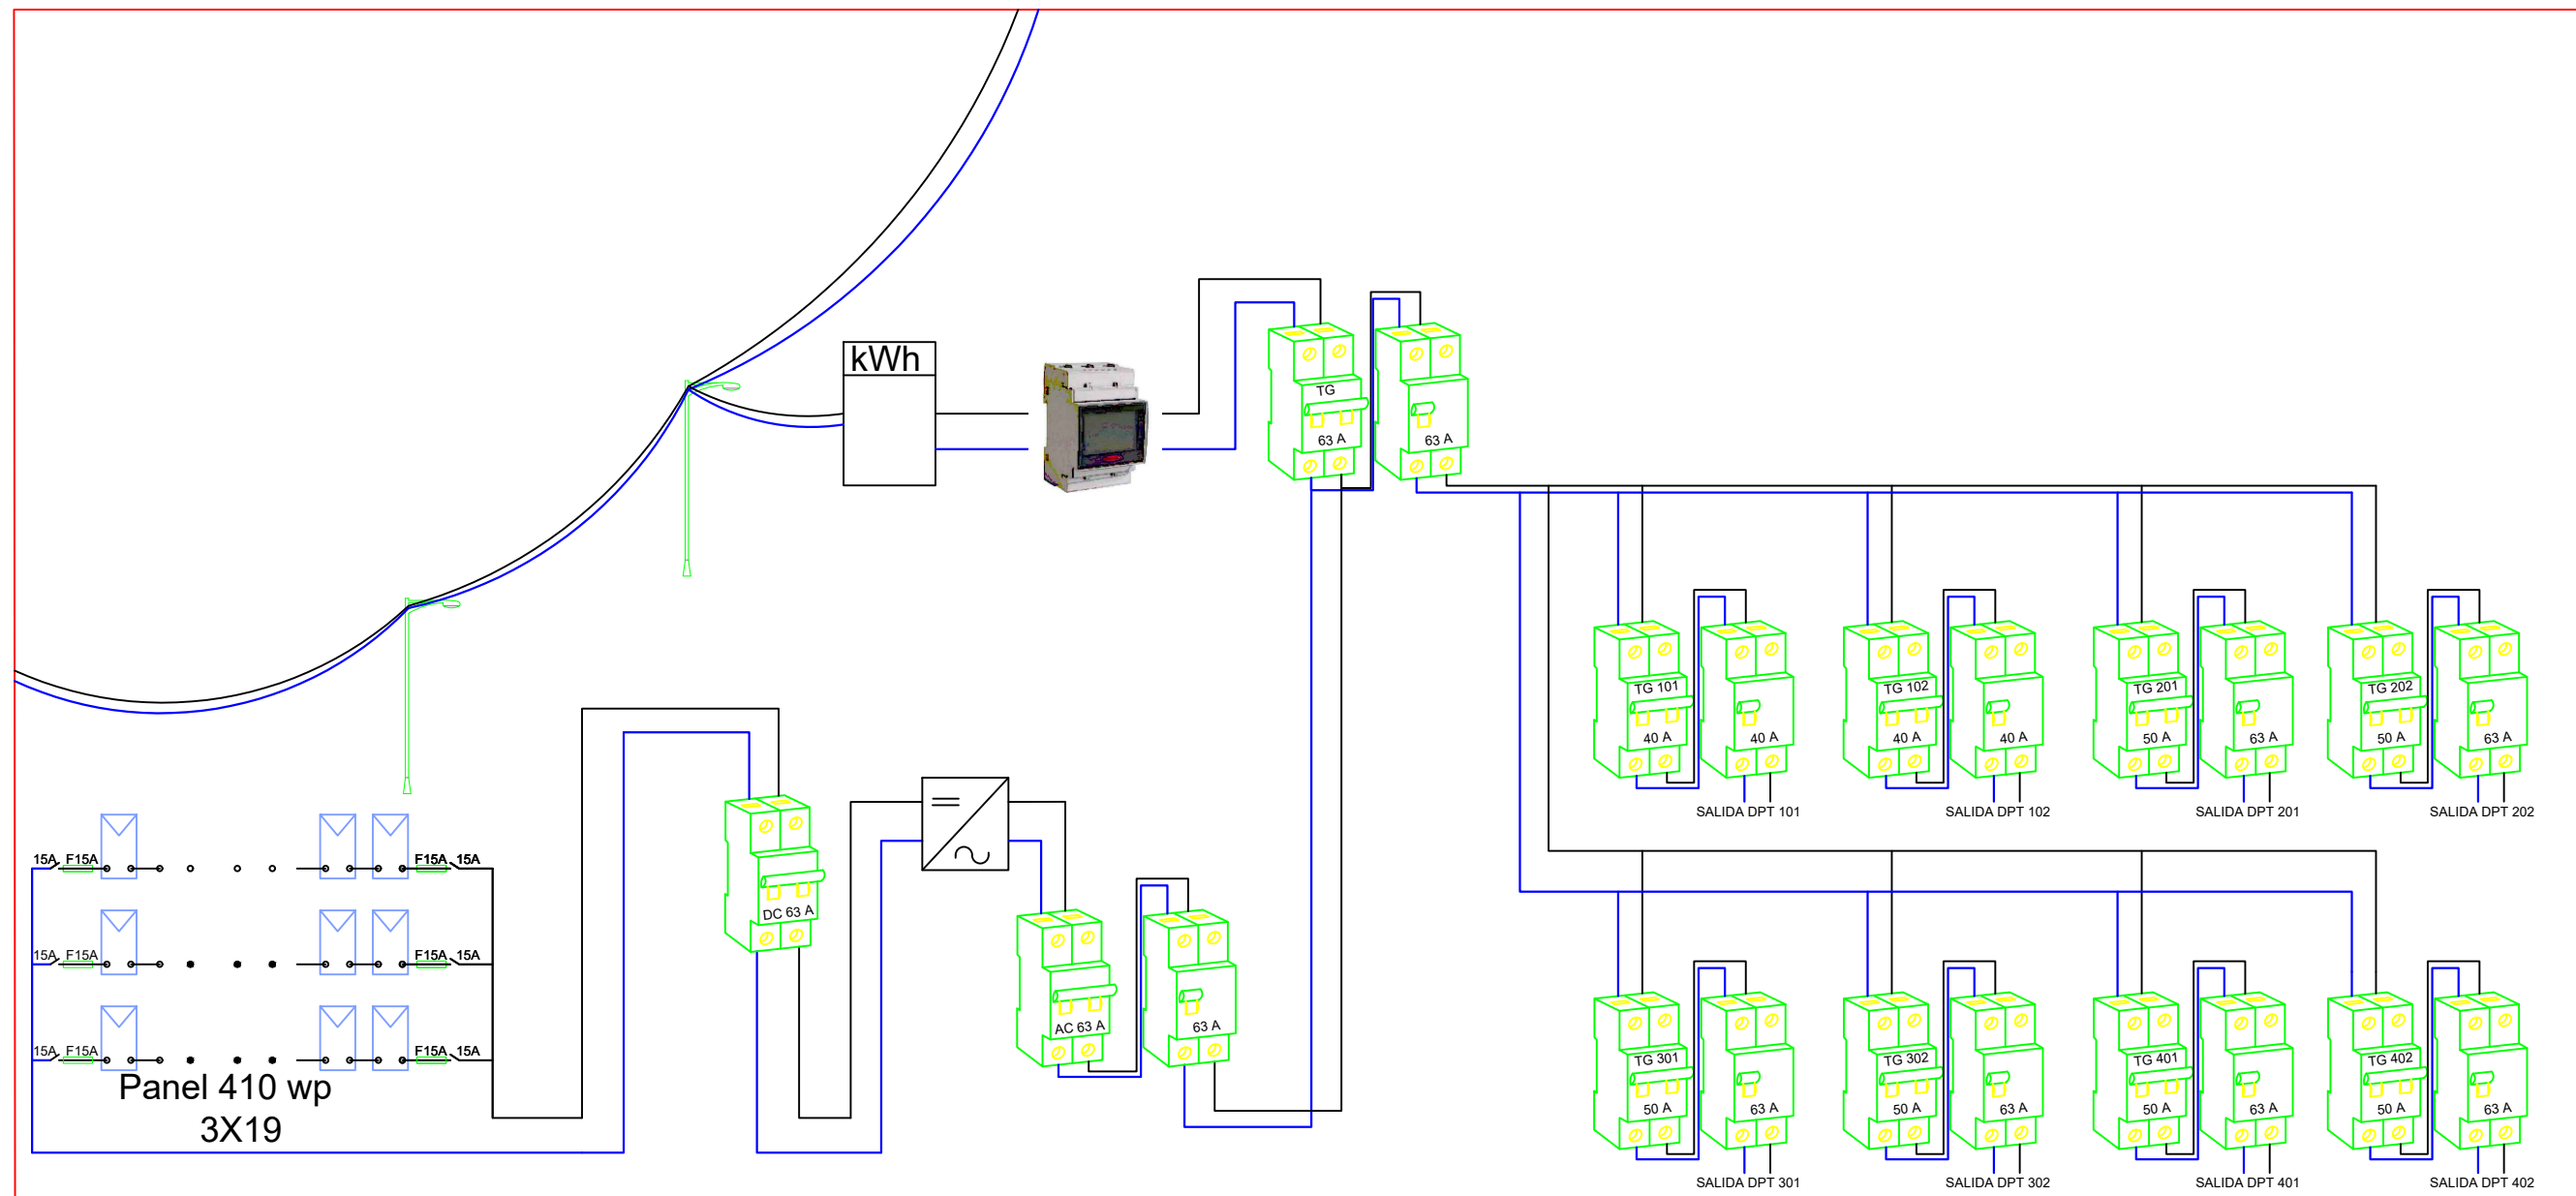 kWh
TG
63 A
63 A
TG 101
40 A
40 A
SALIDA DPT 101
TG 102
40 A
40 A
SALIDA DPT 102
TG 201
50 A
63 A
SALIDA DPT 201
TG 202
50 A
63 A
SALIDA DPT 202
15A F15A
F15A 15A
15A F15A
F15A 15A
15A F15A
F15A 15A
Panel 410 wp
3X19
DC 63 A
AC 63 A
63 A
TG 301
50 A
63 A
SALIDA DPT 301
TG 302
50 A
63 A
SALIDA DPT 302
TG 401
50 A
63 A
SALIDA DPT 401
TG 402
50 A
63 A
SALIDA DPT 402